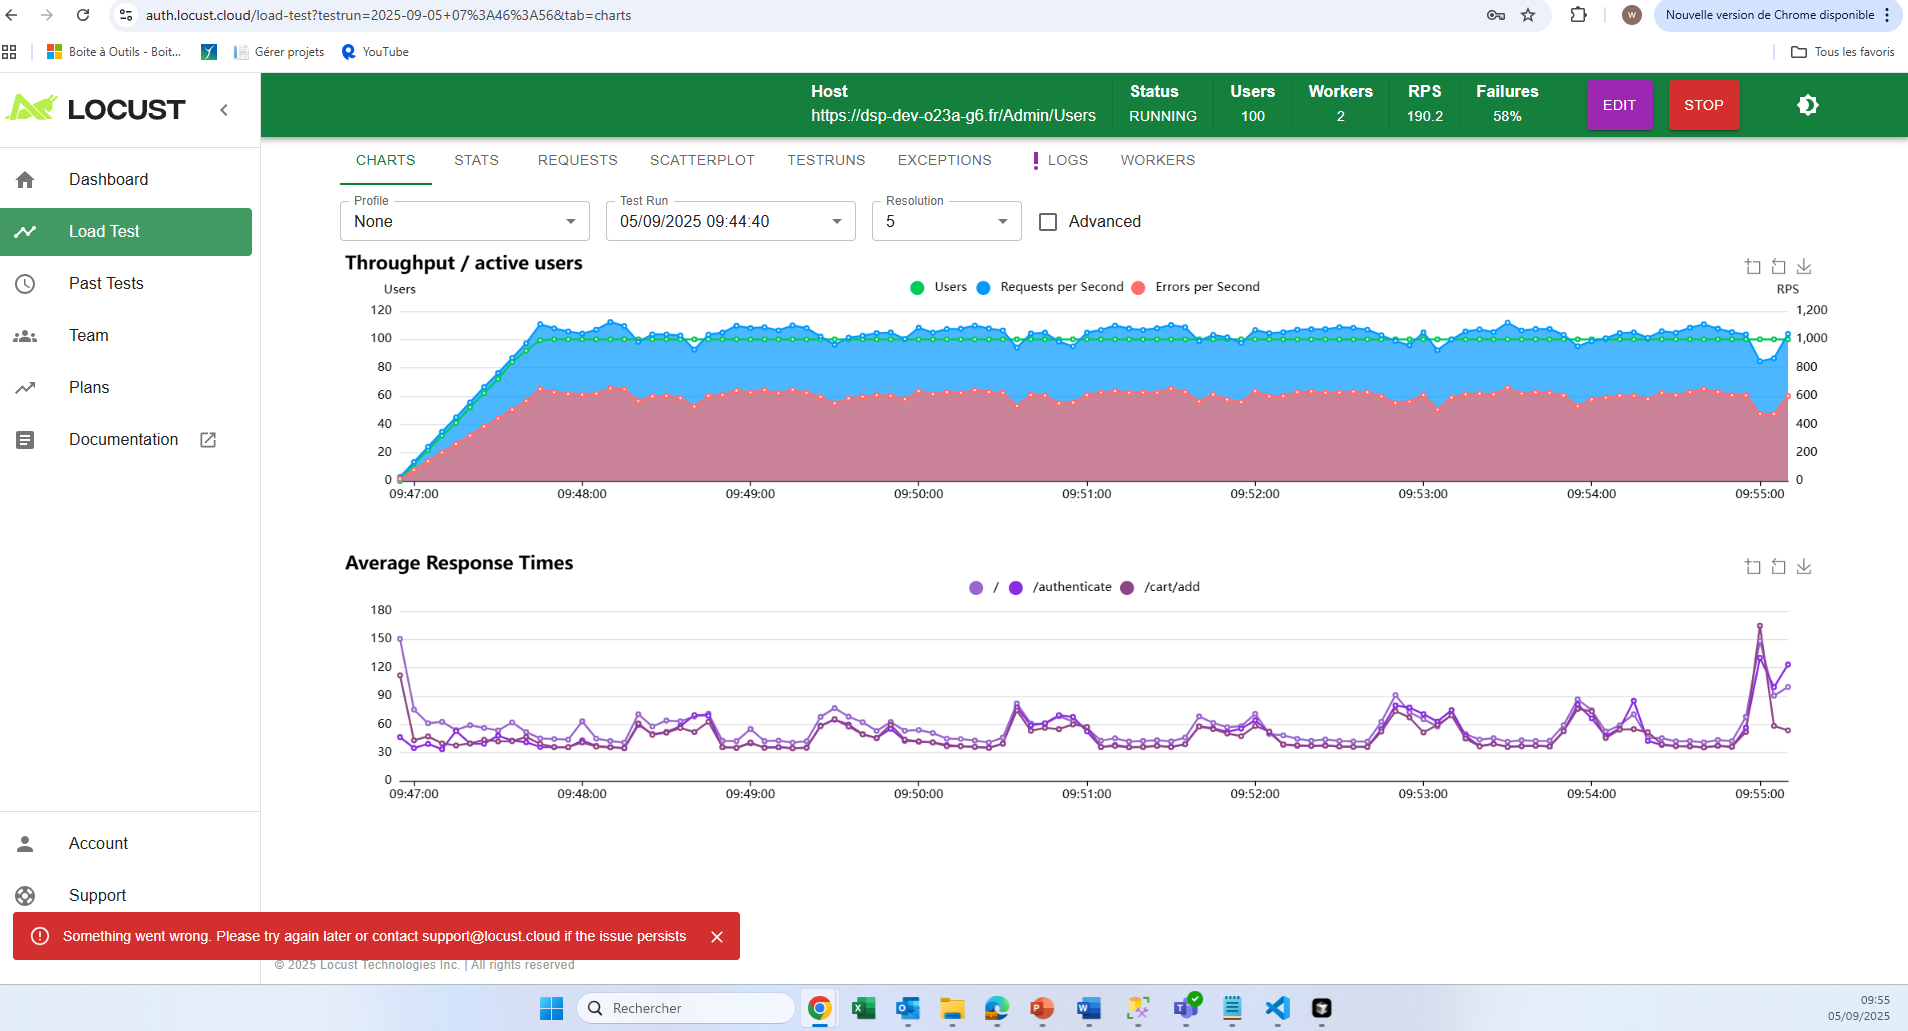 auth.locust.cloud/load-test?testrun=2025-09-05+07%3A46%3A56&tab=charts
W
Nouvelle version de Chrome disponible
Boite à Outils - Boit...
Gérer projets
YouTube
Tous les favoris
LOCUST
Host
https://dsp-dev-o23a-g6.fr/Admin/Users
Status
RUNNING
Users
100
Workers
2
RPS
190.2
Failures
58%
EDIT
STOP
Dashboard
Load Test
Past Tests
Team
Plans
Documentation
Account
Support
CHARTS STATS REQUESTS SCATTERPLOT TESTRUNS EXCEPTIONS LOGS WORKERS
Profile
None
Test Run
05/09/2025 09:44:40
Resolution
5
Advanced
Throughput / active users
Users Requests per Second Errors per Second
Users
RPS
120
100
80
60
40
20
0
1,200
1,000
800
600
400
200
0
09:47:00 09:48:00 09:49:00 09:50:00 09:51:00 09:52:00 09:53:00 09:54:00 09:55:00
Average Response Times
/ /authenticate /cart/add
180
150
120
90
60
30
0
09:47:00 09:48:00 09:49:00 09:50:00 09:51:00 09:52:00 09:53:00 09:54:00 09:55:00
Something went wrong. Please try again later or contact support@locust.cloud if the issue persists
© 2025 Locust Technologies Inc. | All rights reserved
Rechercher
09:55
05/09/2025